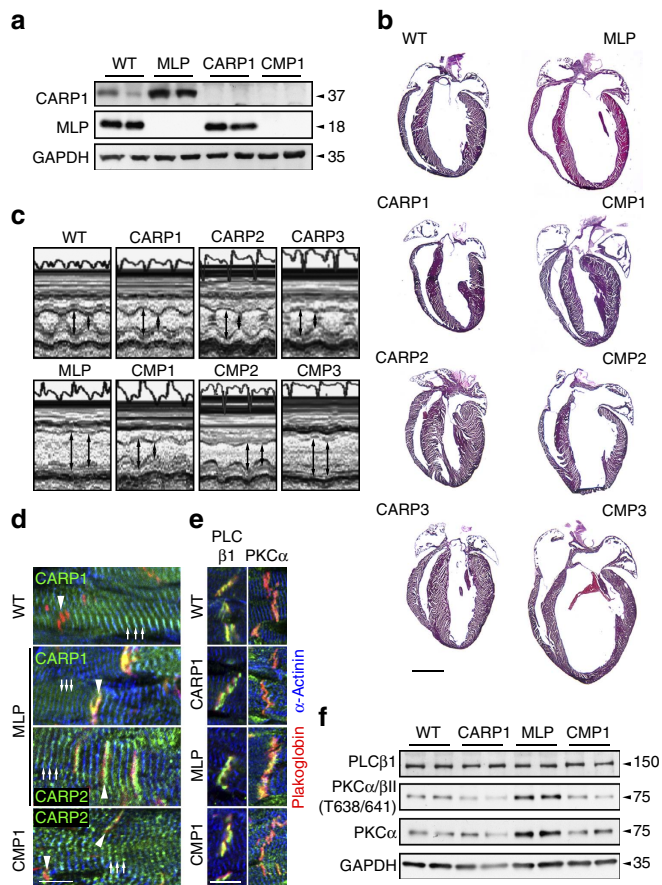 a
WT MLP CARP1 CMP1
CARP1 37
MLP 18
GAPDH 35
b
WT MLP
CARP1 CMP1
CARP2 CMP2
CARP3 CMP3
c
WT CARP1 CARP2 CARP3
MLP CMP1 CMP2 CMP3
d
WT
CARP1
MLP
CARP1
CARP2
CMP1
CARP2
e
PLC
β1 PKCα
WT
CARP1
MLP
CMP1
α-Actinin
Plakoglobin
f
WT CARP1 MLP CMP1
PLCβ1 150
PKCα/βII
(T638/641) 75
PKCα 75
GAPDH 35